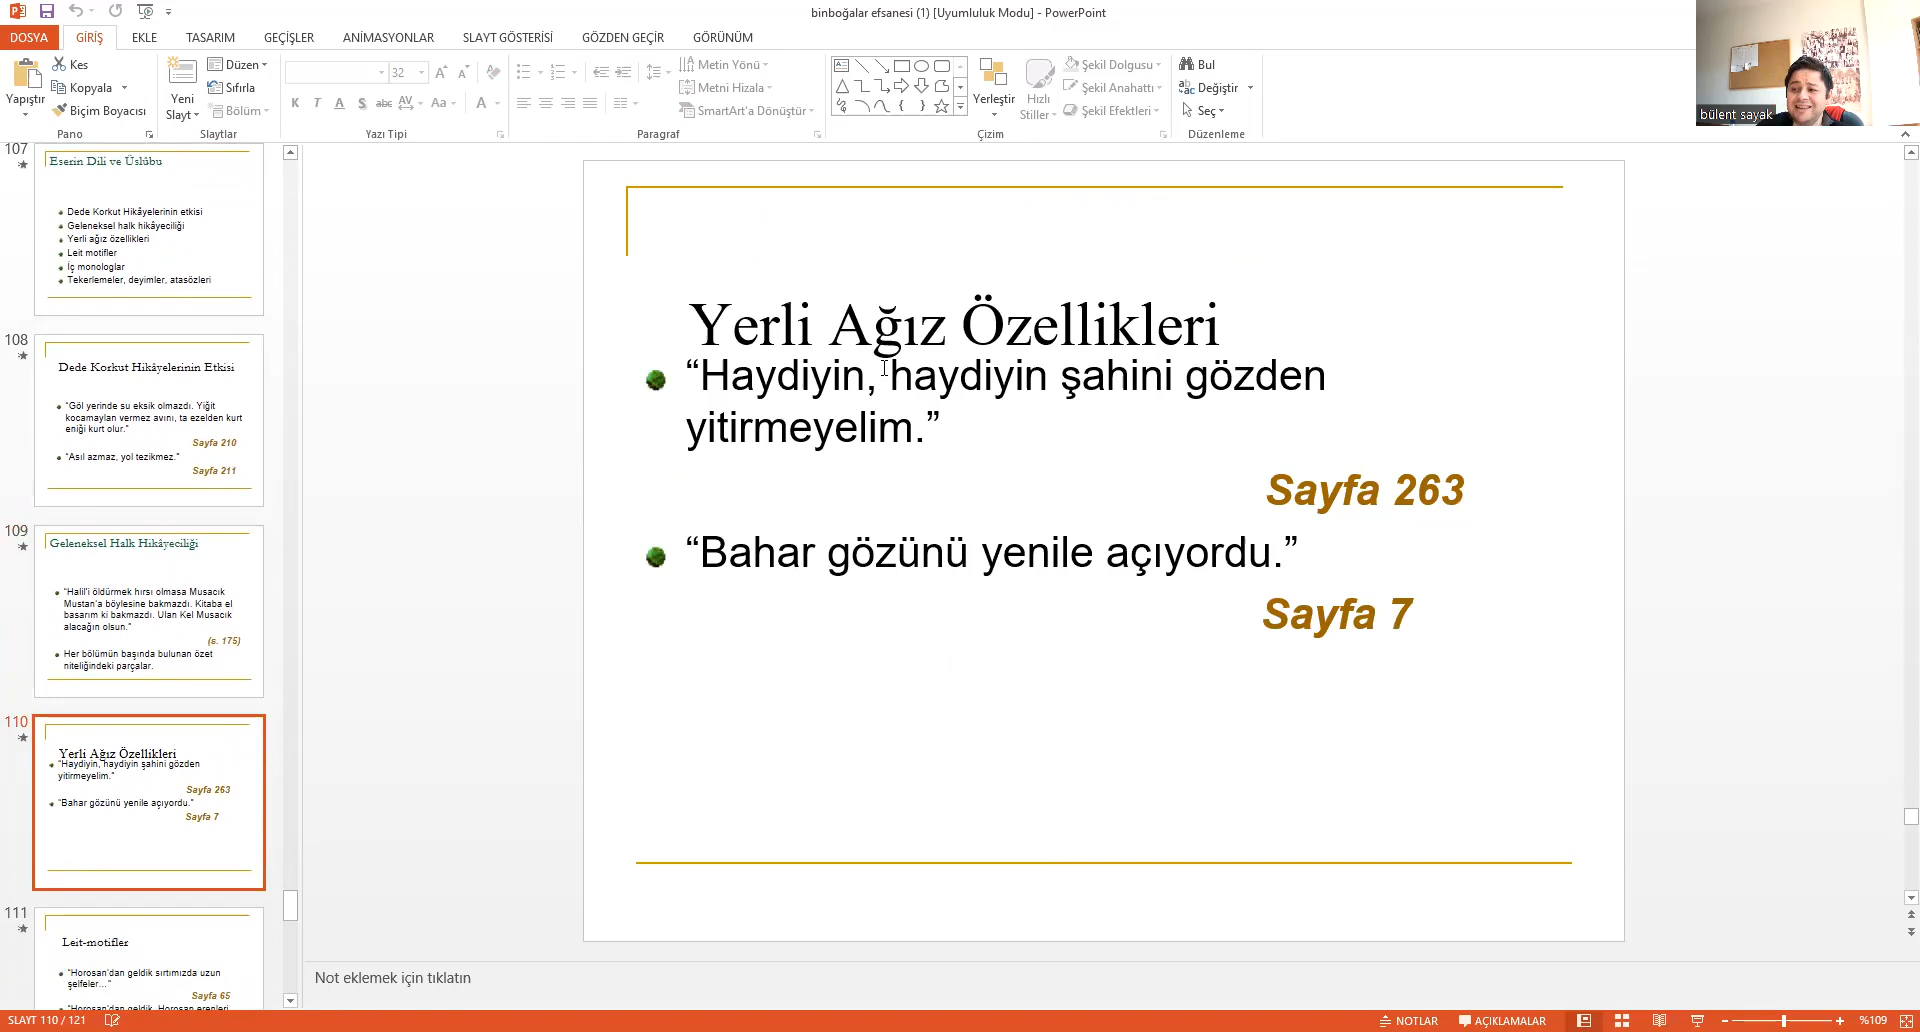 binboğalar efsanesi (1) [Uyumluluk Modu] - PowerPoint
DOSYA GİRİŞ EKLE TASARIM GEÇİŞLER ANİMASYONLAR SLAYT GÖSTERİSİ GÖZDEN GEÇİR GÖRÜNÜM
Yapıştır
Kes
Kopyala
Biçim Boyacısı
Pano
Yeni
Slayt
Düzen
Sıfırla
Bölüm
Slaytlar
32
K T A S abc AV Aa A
Yazı Tipi
Metin Yönü
Metni Hizala
SmartArt'a Dönüştür
Paragraf
Yerleştir
Hızlı
Stiller
Şekil Dolgusu
Şekil Anahattı
Şekil Efektleri
Çizim
Bul
Değiştir
Seç
Düzenleme
bülent sayak
107
Eserin Dili ve Üslûbu
Dede Korkut Hikâyelerinin etkisi
Geleneksel halk hikâyeciliği
Yerli ağız özellikleri
Leit motifler
İç monologlar
Tekerlemeler, deyimler, atasözleri
108
Dede Korkut Hikâyelerinin Etkisi
“Göl yerinde su eksik olmazdı. Yiğit
kocamaylan vermez avını, ta ezelden kurt
eniği kurt olur.”
Sayfa 210
“Asıl azmaz, yol tezikmez.”
Sayfa 211
109
Geleneksel Halk Hikâyeciliği
“Halil’i öldürmek hırsı olmasa Musacık
Mustan’a böylesine bakmazdı. Kitaba el
basarım ki bakmazdı. Ulan Kel Musacık
alacağın olsun.”
(s. 175)
Her bölümün başında bulunan özet
niteliğindeki parçalar.
110
Yerli Ağız Özellikleri
“Haydiyin, haydiyin şahini gözden
yitirmeyelim.”
Sayfa 263
“Bahar gözünü yenile açıyordu.”
Sayfa 7
111
Leit-motifler
“Horosan’dan geldik sırtımızda uzun
şelfeler...”
Sayfa 65
“Horosan’dan geldik, Horosan erenleri
Yerli Ağız Özellikleri
“Haydiyin, haydiyin şahini gözden
yitirmeyelim.”
Sayfa 263
“Bahar gözünü yenile açıyordu.”
Sayfa 7
Not eklemek için tıklatın
SLAYT 110 / 121
NOTLAR
AÇIKLAMALAR
%109